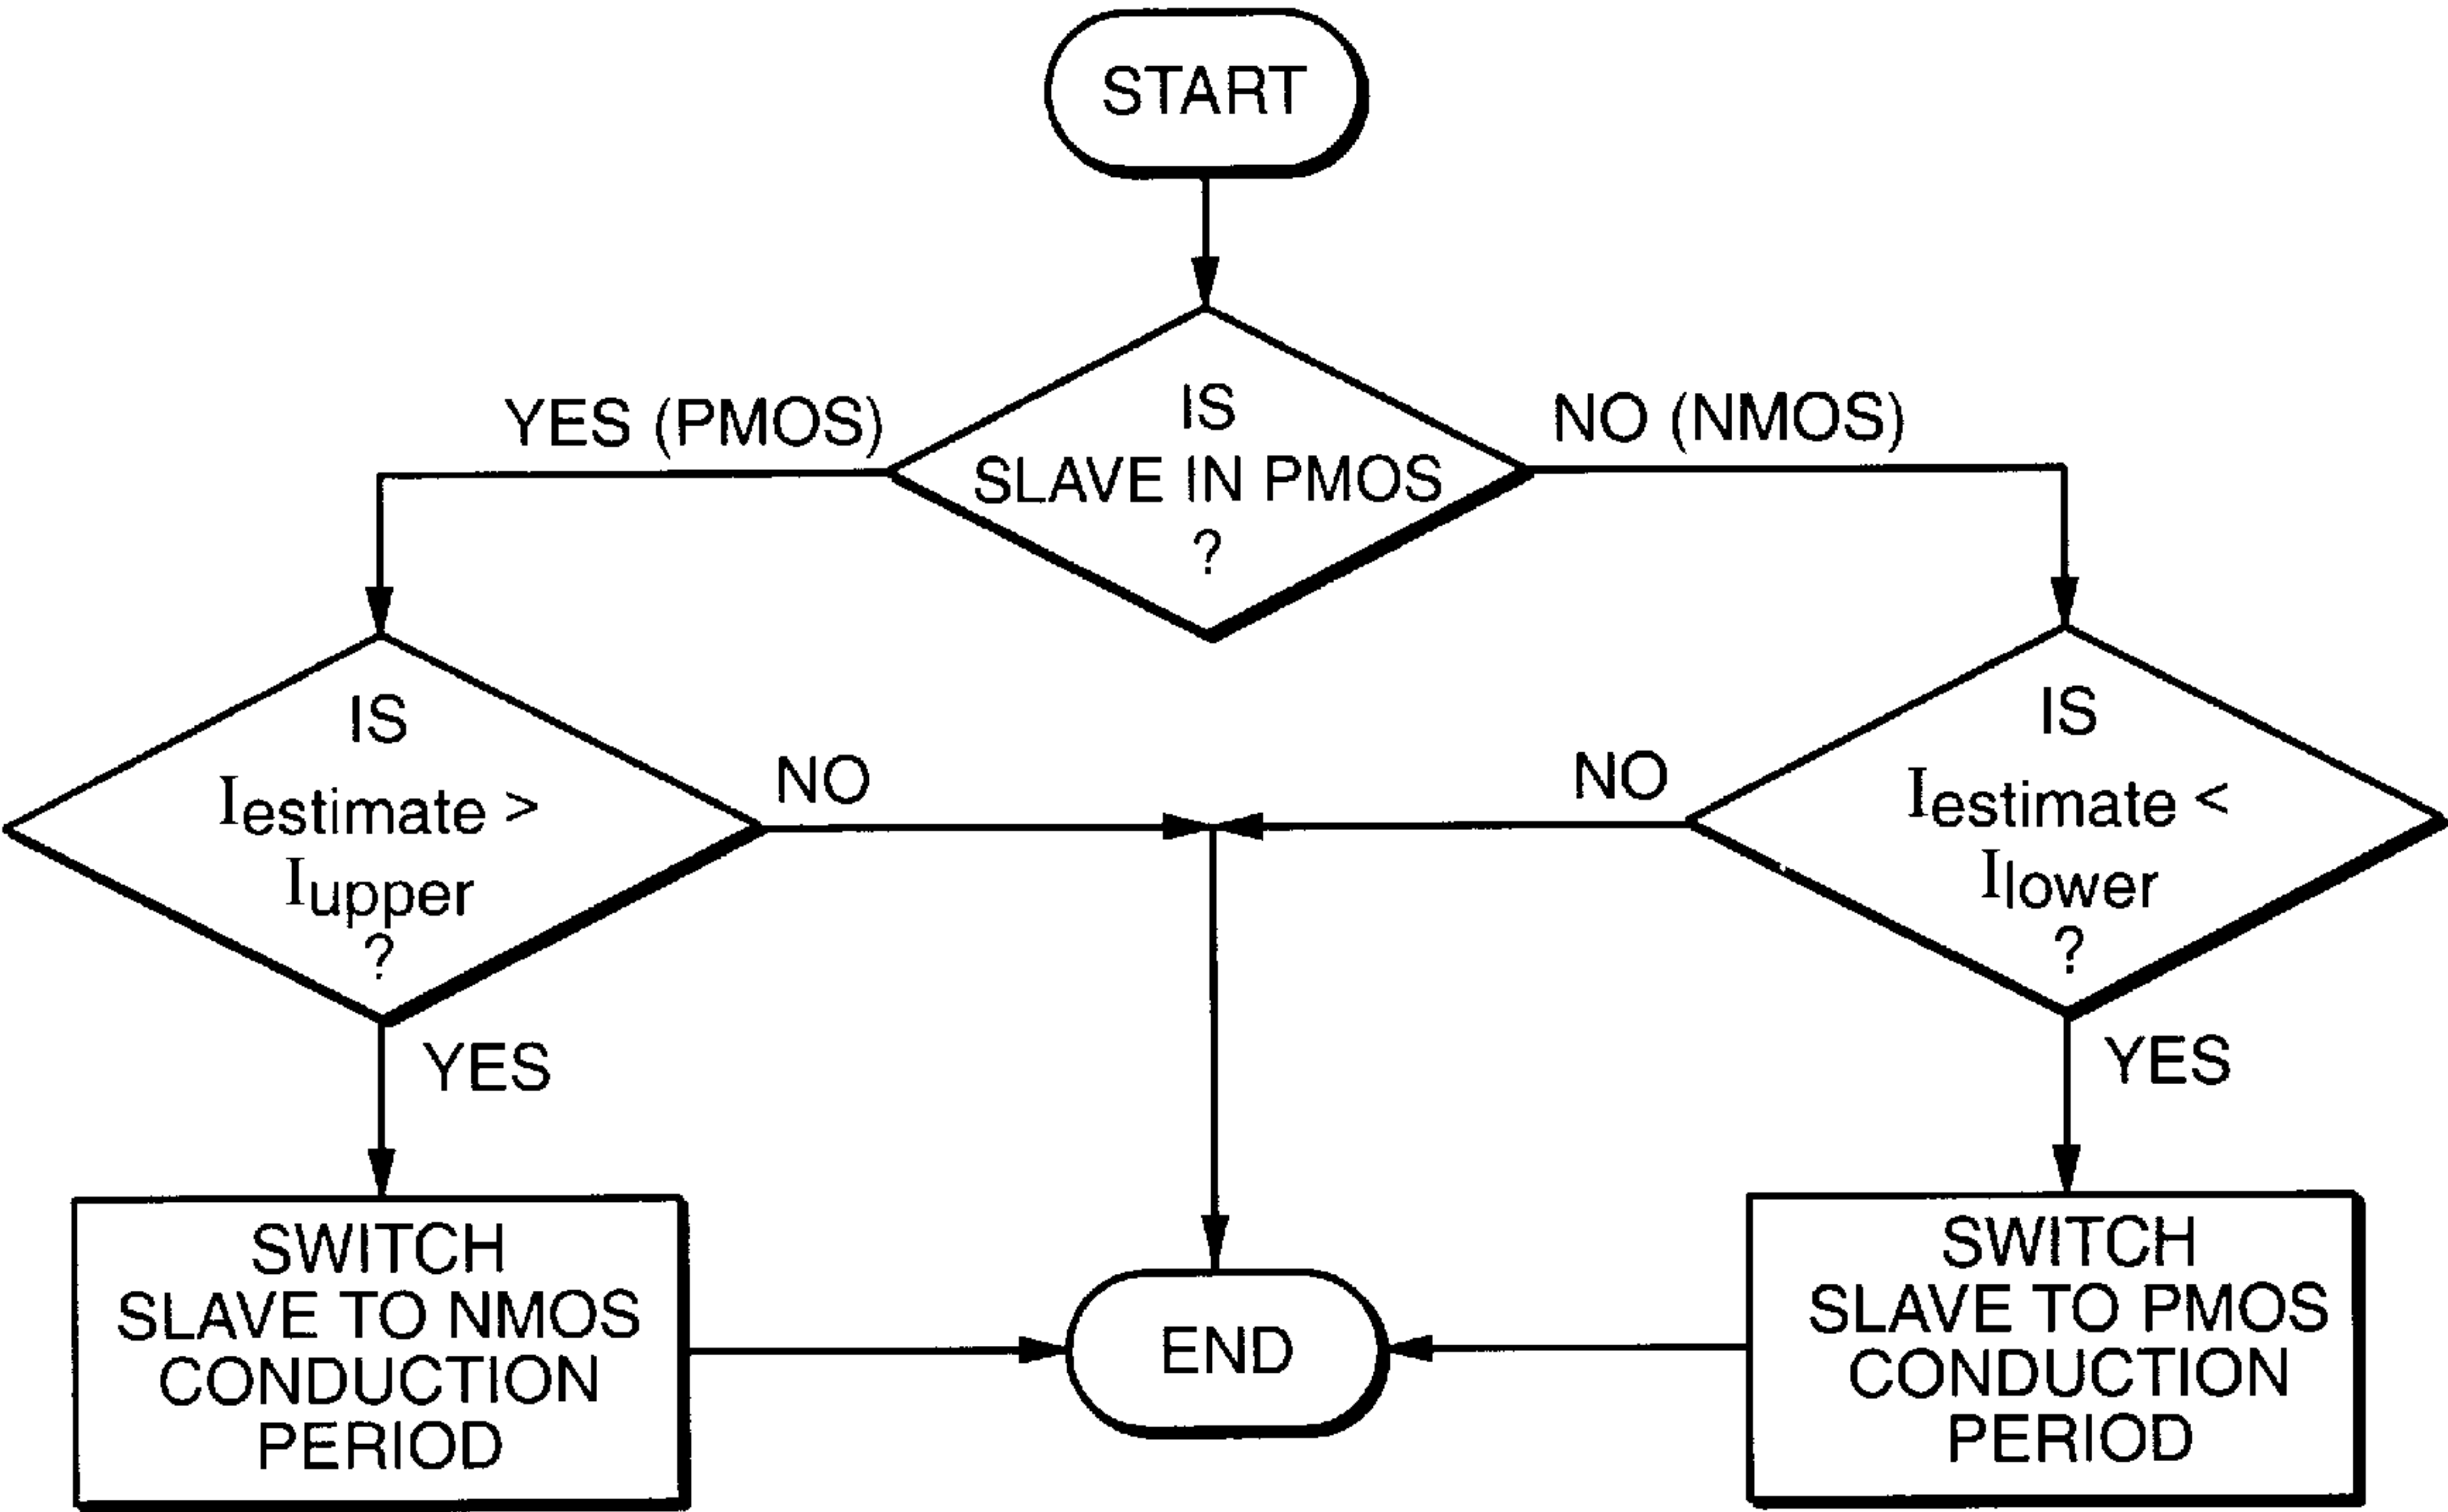 START
YES (PMOS)
IS
SLAVE IN PMOS
?
NO (NMOS)
IS
Iestimate >
Iupper
?
NO
YES
NO
IS
Iestimate <
Ilower
?
YES
SWITCH
SLAVE TO NMOS
CONDUCTION
PERIOD
END
SWITCH
SLAVE TO PMOS
CONDUCTION
PERIOD